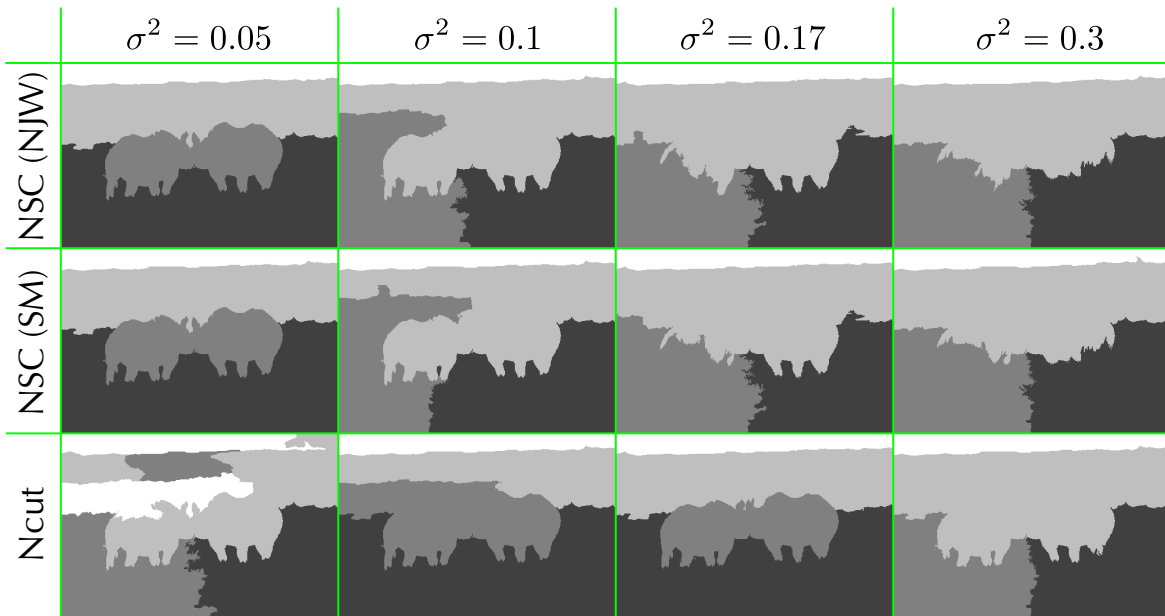 σ² = 0.05 σ² = 0.1 σ² = 0.17 σ² = 0.3
NSC (NJW)
NSC (SM)
Ncut